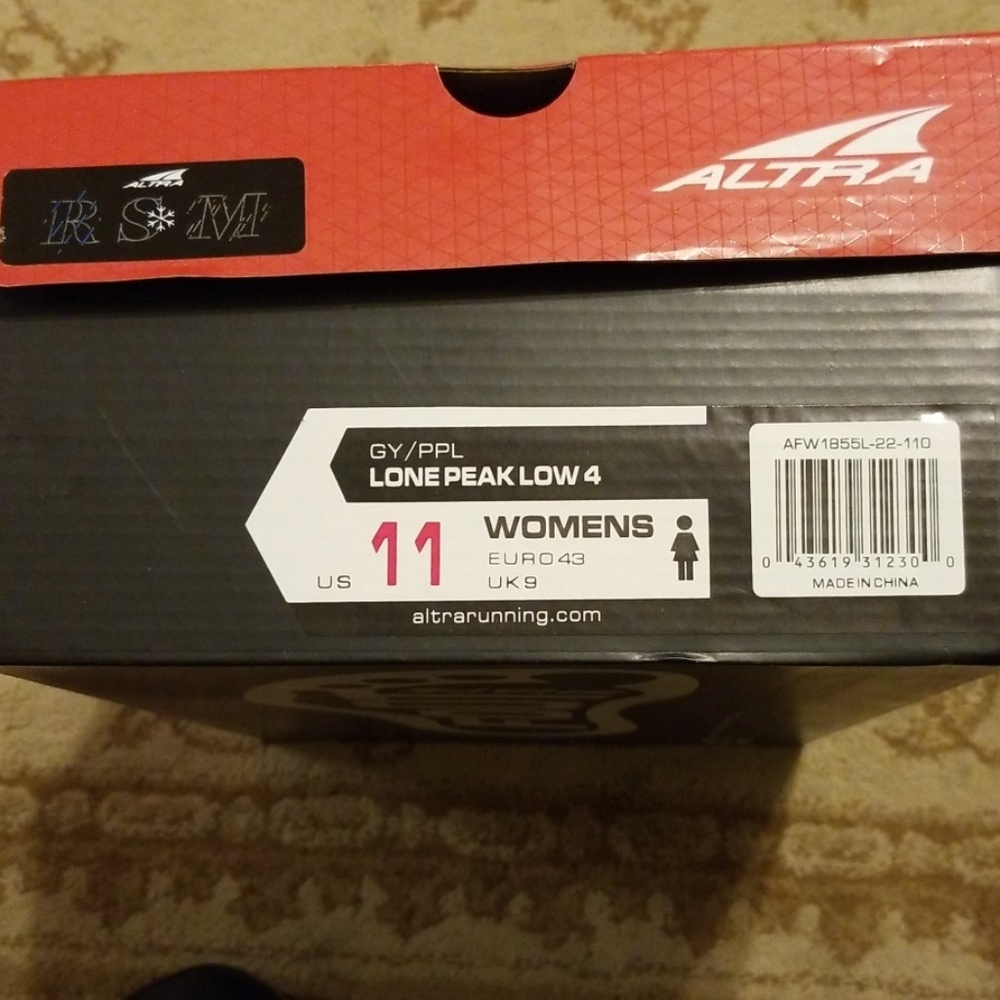 ALTRA
ALTRA
RSM
GY/PPL
LONE PEAK LOW 4
US 11
WOMENS
EURO 43
UK 9
altrarunning.com
AFW1855L-22-110
0 43619 31230 0
MADE IN CHINA